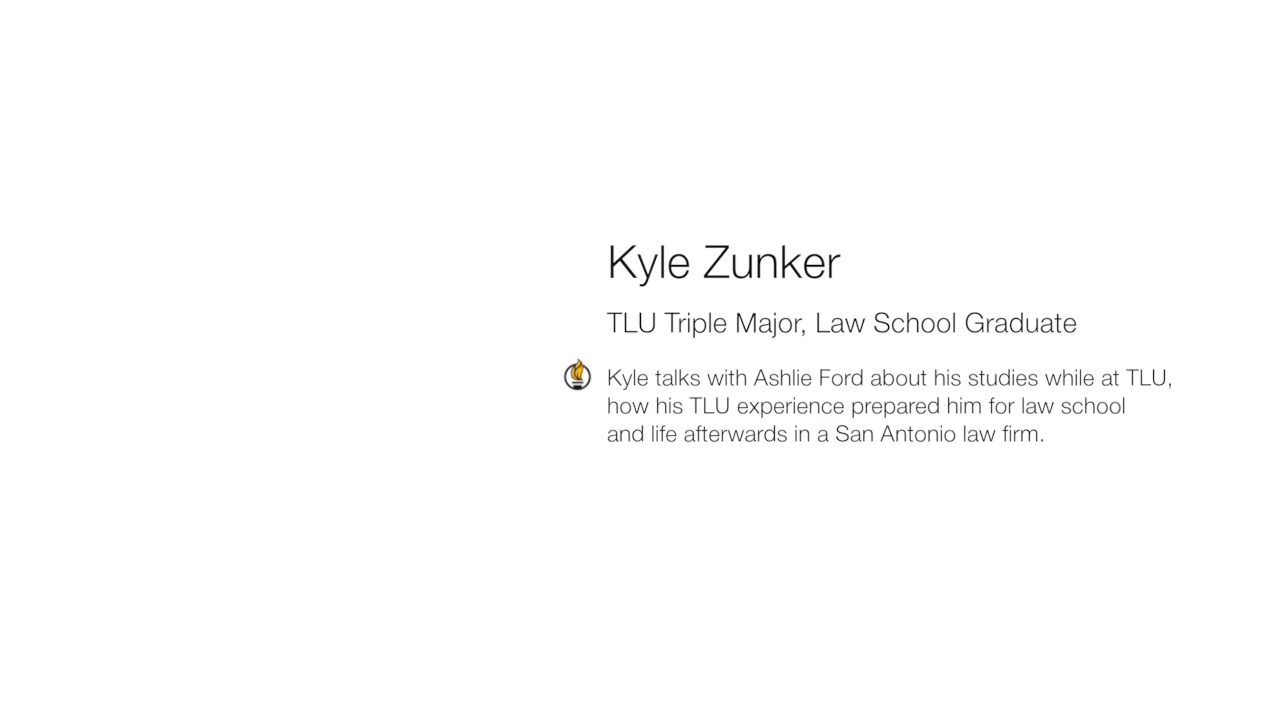 Kyle Zunker
TLU Triple Major, Law School Graduate
Kyle talks with Ashlie Ford about his studies while at TLU,
how his TLU experience prepared him for law school
and life afterwards in a San Antonio law firm.